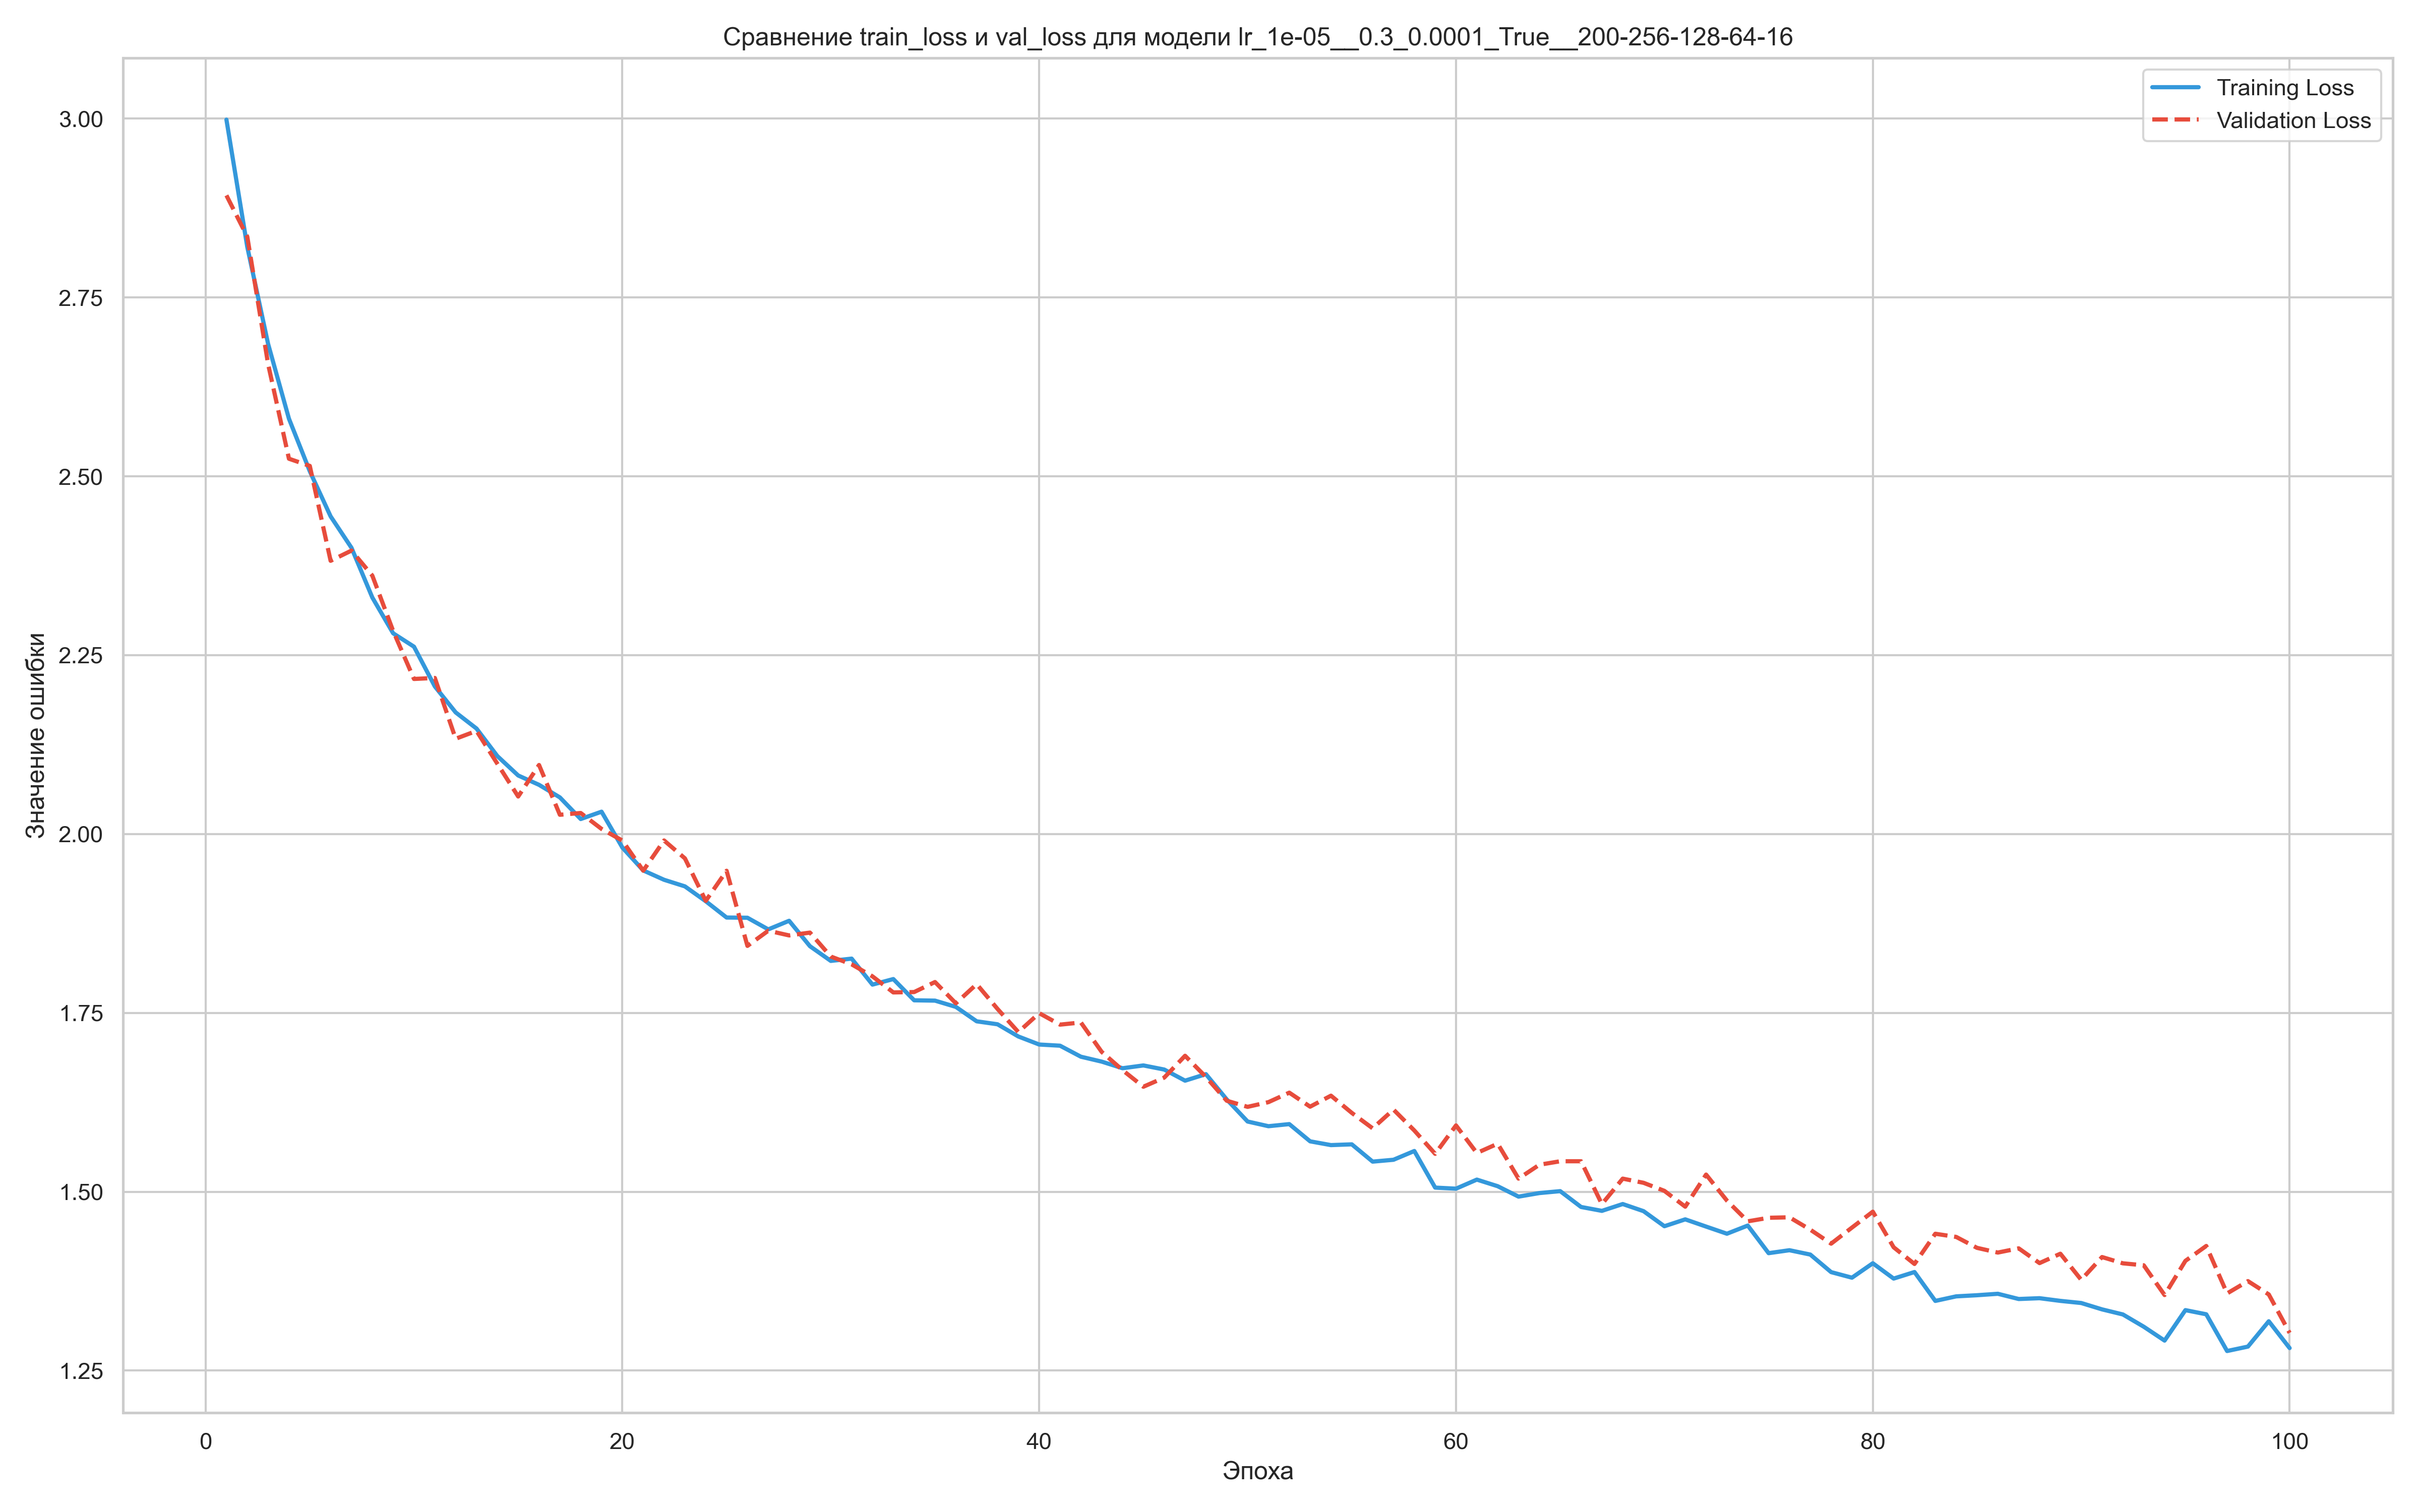 Сравнение train_loss и val_loss для модели lr_1e-05__0.3_0.0001_True__200-256-128-64-16
Training Loss
Validation Loss
3.00
2.75
2.50
2.25
2.00
1.75
1.50
1.25
Значение ошибки
0 20 40 60 80 100
Эпоха